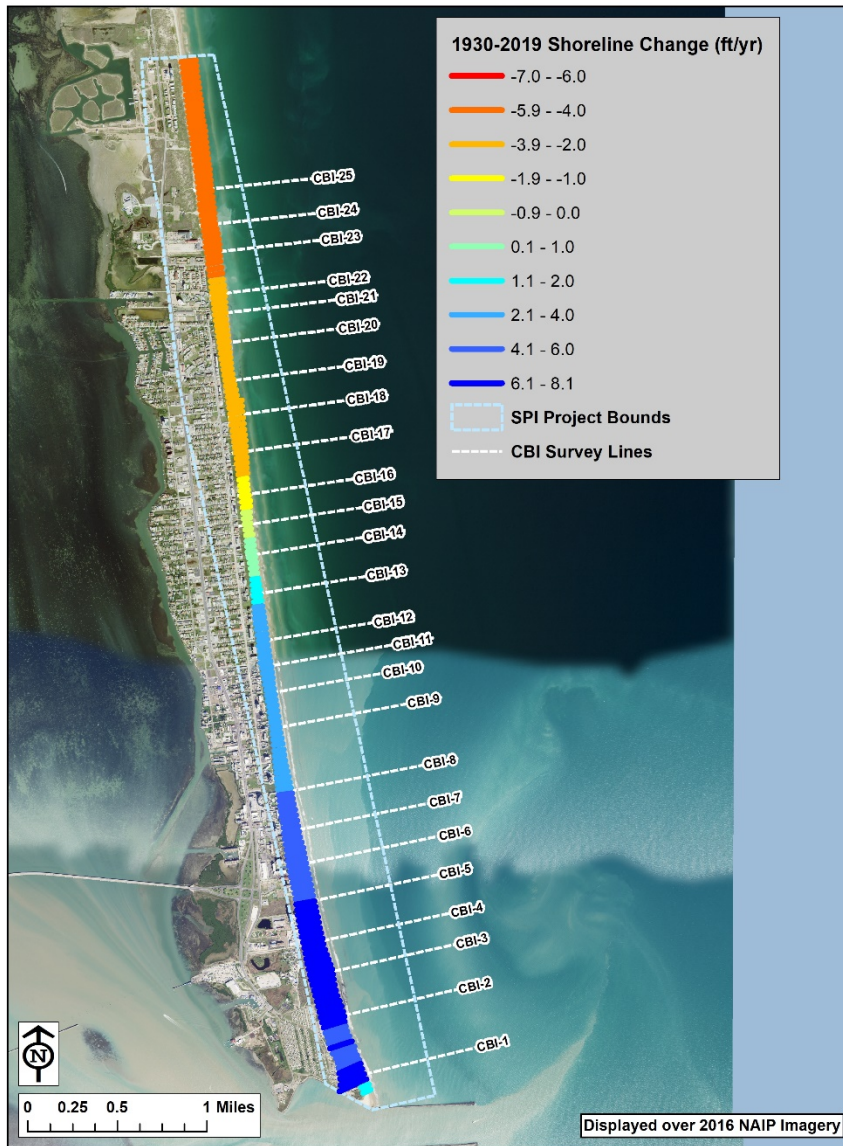 1930-2019 Shoreline Change (ft/yr)
-7.0 - -6.0
-5.9 - -4.0
-3.9 - -2.0
-1.9 - -1.0
-0.9 - 0.0
0.1 - 1.0
1.1 - 2.0
2.1 - 4.0
4.1 - 6.0
6.1 - 8.1
SPI Project Bounds
CBI Survey Lines
CBI-25
CBI-24
CBI-23
CBI-22
CBI-21
CBI-20
CBI-19
CBI-18
CBI-17
CBI-16
CBI-15
CBI-14
CBI-13
CBI-12
CBI-11
CBI-10
CBI-9
CBI-8
CBI-7
CBI-6
CBI-5
CBI-4
CBI-3
CBI-2
CBI-1
N
0 0.25 0.5 1 Miles
Displayed over 2016 NAIP Imagery